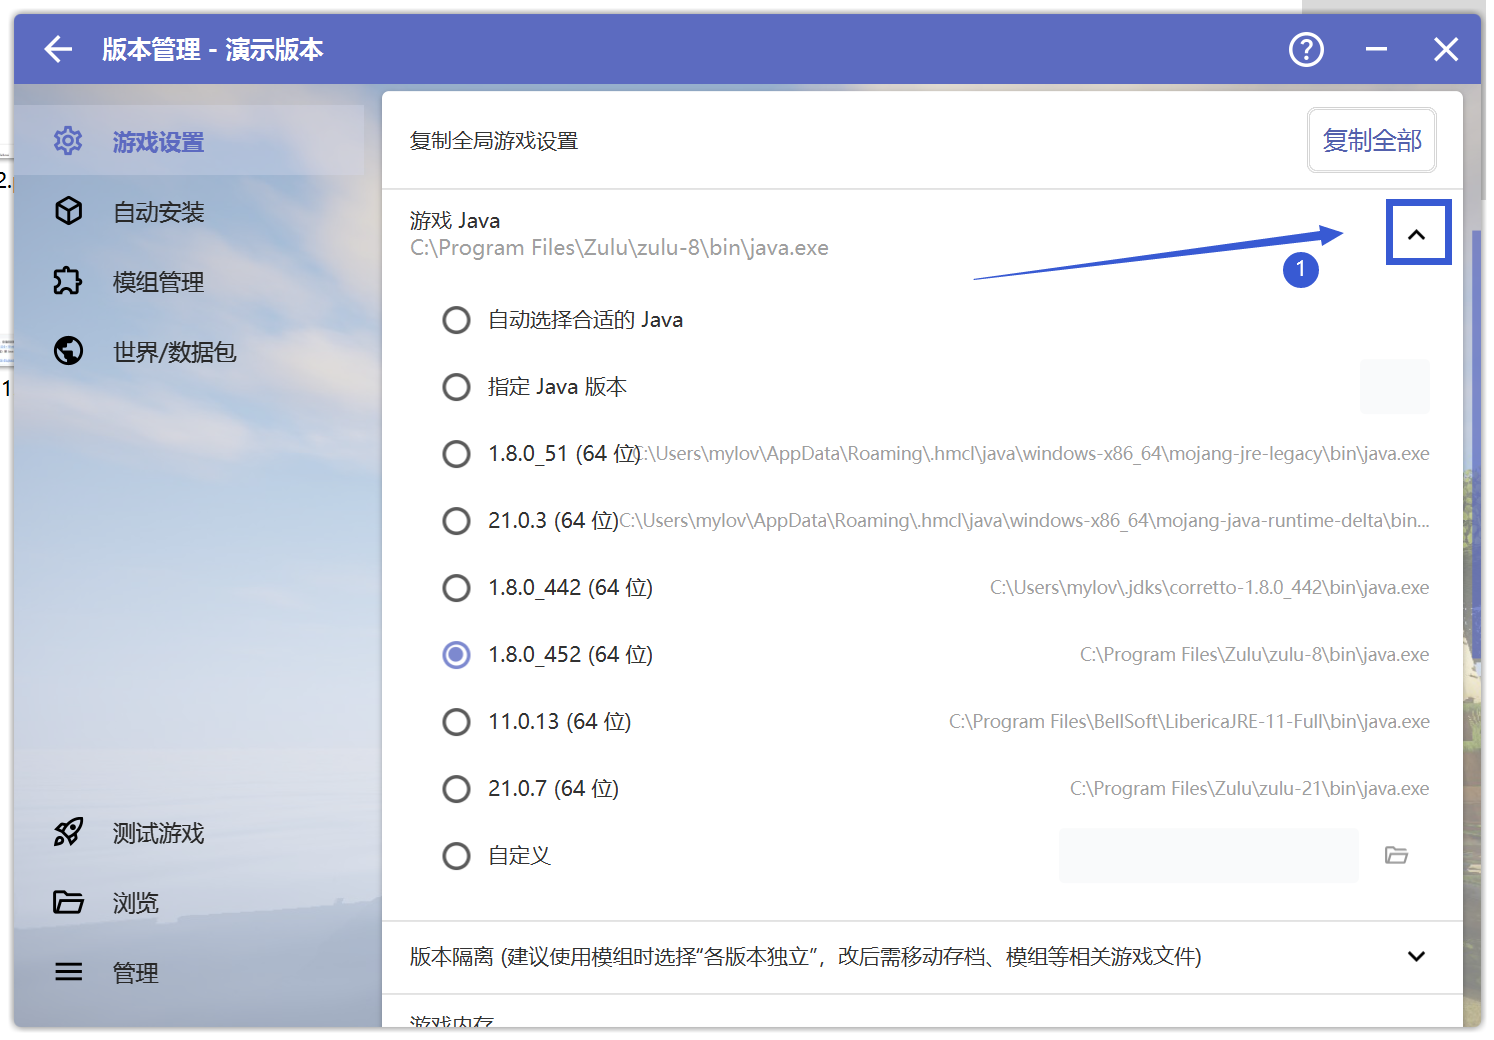 版本管理 - 演示版本
游戏设置
自动安装
模组管理
世界/数据包
测试游戏
浏览
管理
复制全局游戏设置
复制全部
游戏 Java
C:\Program Files\Zulu\zulu-8\bin\java.exe
1
自动选择合适的 Java
指定 Java 版本
1.8.0_51 (64 位) C:\Users\mylov\AppData\Roaming\.hmcl\java\windows-x86_64\mojang-jre-legacy\bin\java.exe
21.0.3 (64 位) C:\Users\mylov\AppData\Roaming\.hmcl\java\windows-x86_64\mojang-java-runtime-delta\bin...
1.8.0_442 (64 位) C:\Users\mylov\.jdks\corretto-1.8.0_442\bin\java.exe
1.8.0_452 (64 位) C:\Program Files\Zulu\zulu-8\bin\java.exe
11.0.13 (64 位) C:\Program Files\BellSoft\LibericaJRE-11-Full\bin\java.exe
21.0.7 (64 位) C:\Program Files\Zulu\zulu-21\bin\java.exe
自定义
版本隔离 (建议使用模组时选择“各版本独立”，改后需移动存档、模组等相关游戏文件)
游戏内存